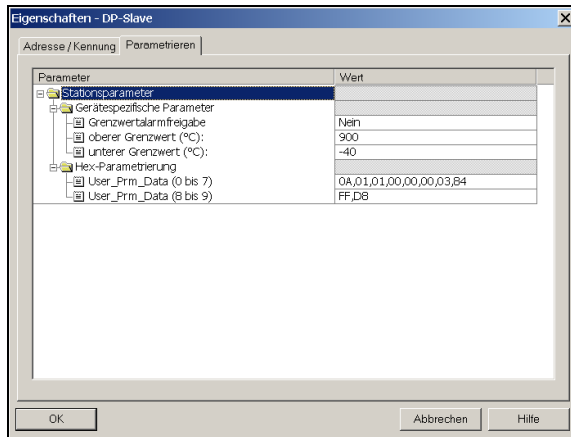 Eigenschaften - DP-Slave
Adresse / Kennung Parametrieren
Parameter Wert
Stationsparameter
Gerätespezifische Parameter
Grenzwertalarmfreigabe Nein
oberer Grenzwert (°C): 900
unterer Grenzwert (°C): -40
Hex-Parametrierung
User_Prm_Data (0 bis 7) 0A,01,01,00,00,00,03,84
User_Prm_Data (8 bis 9) FF,D8
OK Abbrechen Hilfe